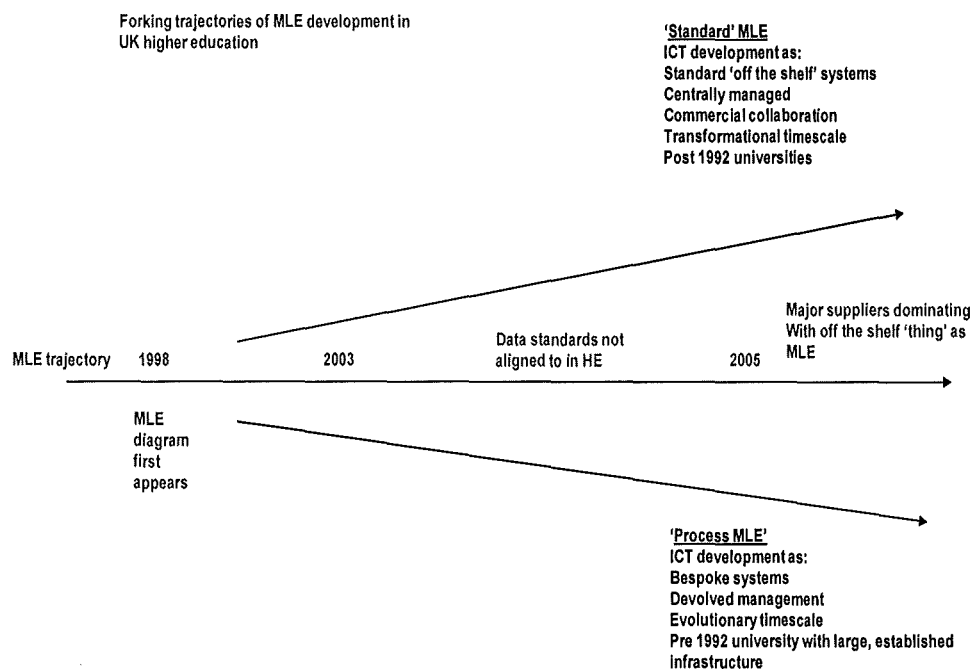 Forking trajectories of MLE development in
UK higher education
'Standard' MLE
ICT development as:
Standard 'off the shelf' systems
Centrally managed
Commercial collaboration
Transformational timescale
Post 1992 universities
Major suppliers dominating
With off the shelf 'thing' as
MLE
MLE trajectory
1998
2003
Data standards not
aligned to in HE
2005
MLE
diagram
first
appears
'Process MLE'
ICT development as:
Bespoke systems
Devolved management
Evolutionary timescale
Pre 1992 university with large, established
infrastructure